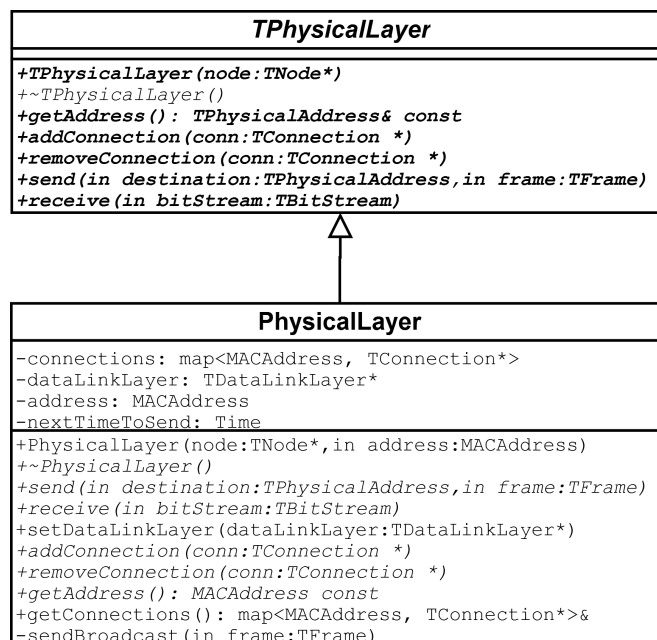 TPhysicalLayer
+TPhysicalLayer(node:TNode*)
+~TPhysicalLayer()
+getAddress(): TPhysicalAddress& const
+addConnection(conn:TConnection *)
+removeConnection(conn:TConnection *)
+send(in destination:TPhysicalAddress,in frame:TFrame)
+receive(in bitStream:TBitStream)
PhysicalLayer
-connections: map<MACAddress, TConnection*>
-dataLinkLayer: TDataLinkLayer*
-address: MACAddress
-nextTimeToSend: Time
+PhysicalLayer(node:TNode*,in address:MACAddress)
+~PhysicalLayer()
+send(in destination:TPhysicalAddress,in frame:TFrame)
+receive(in bitStream:TBitStream)
+setDataLinkLayer(dataLinkLayer:TDataLinkLayer*)
+addConnection(conn:TConnection *)
+removeConnection(conn:TConnection *)
+getAddress(): MACAddress const
+getConnections(): map<MACAddress, TConnection*>&
-sendBroadcast(in frame:TFrame)